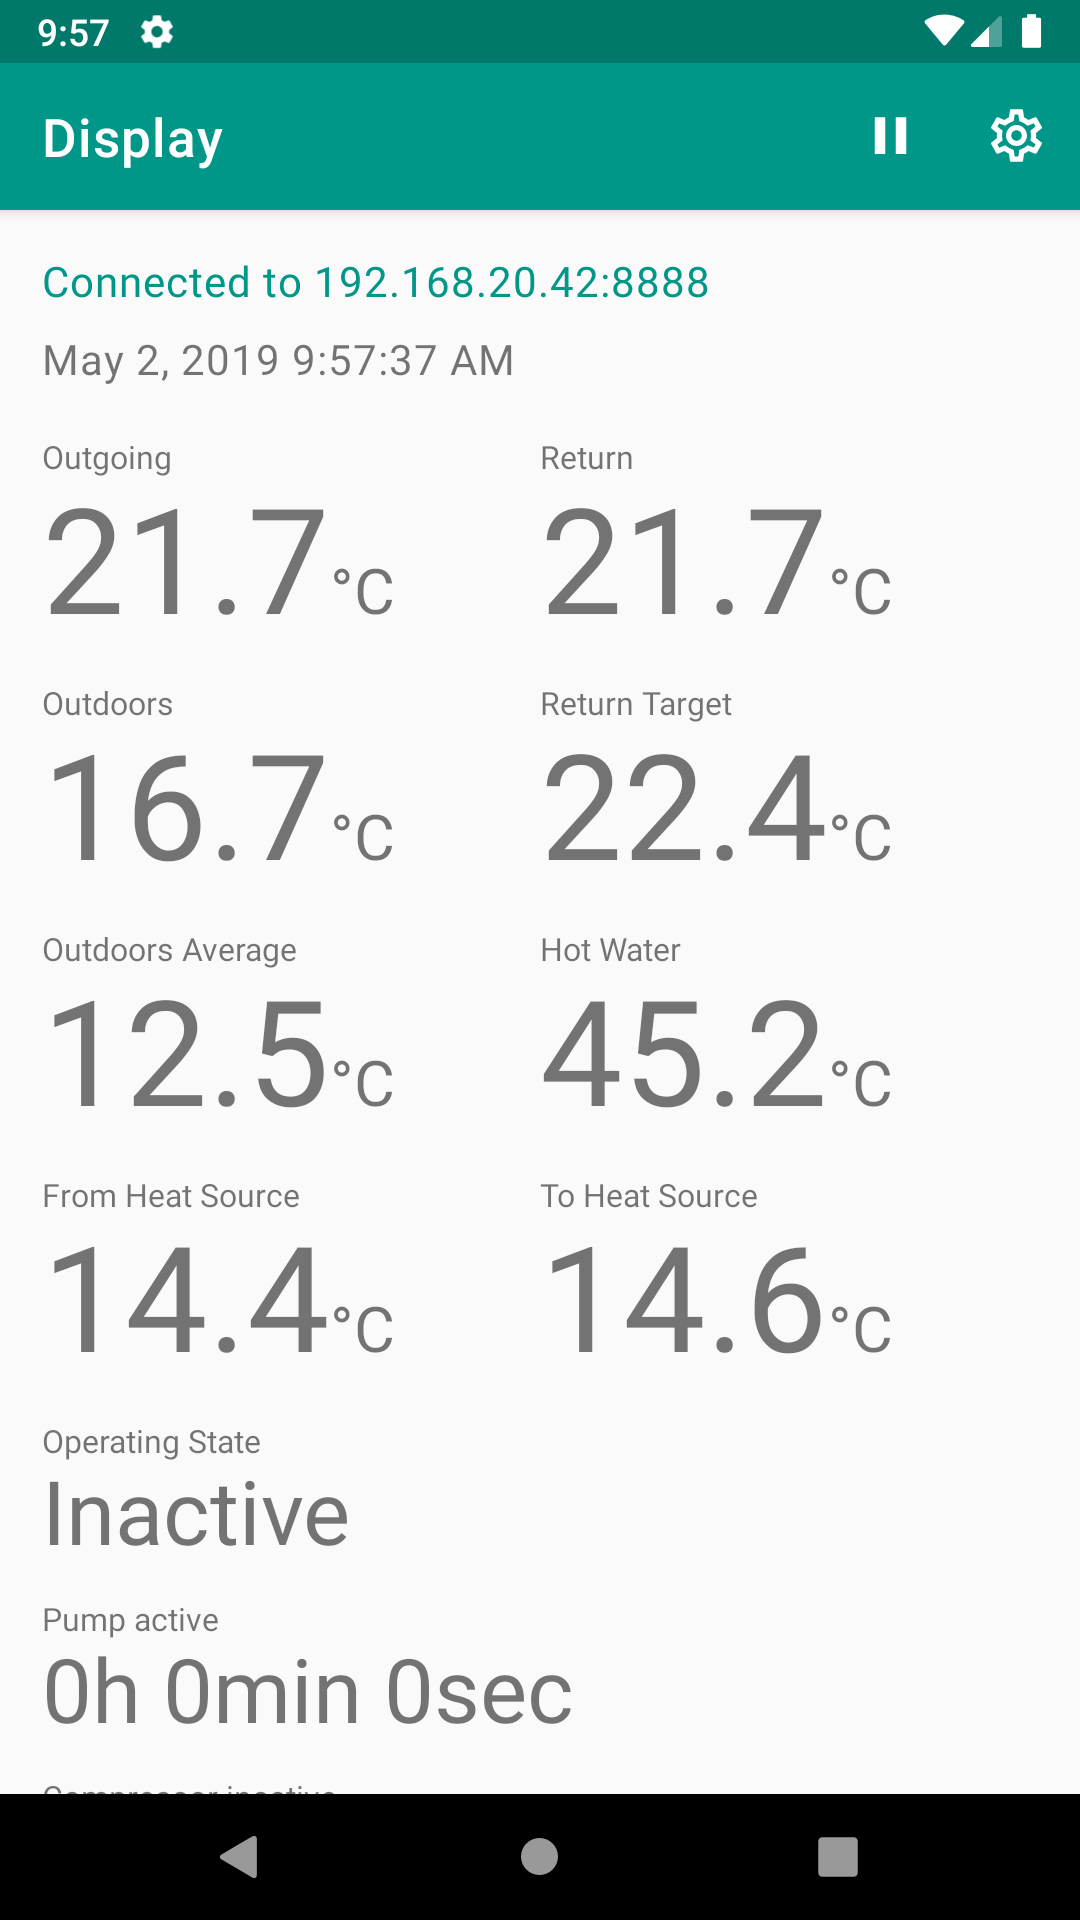 9:57
Display
Connected to 192.168.20.42:8888
May 2, 2019 9:57:37 AM
Outgoing Return
21.7°C 21.7°C
Outdoors Return Target
16.7°C 22.4°C
Outdoors Average Hot Water
12.5°C 45.2°C
From Heat Source To Heat Source
14.4°C 14.6°C
Operating State
Inactive
Pump active
0h 0min 0sec
Compressor inactive